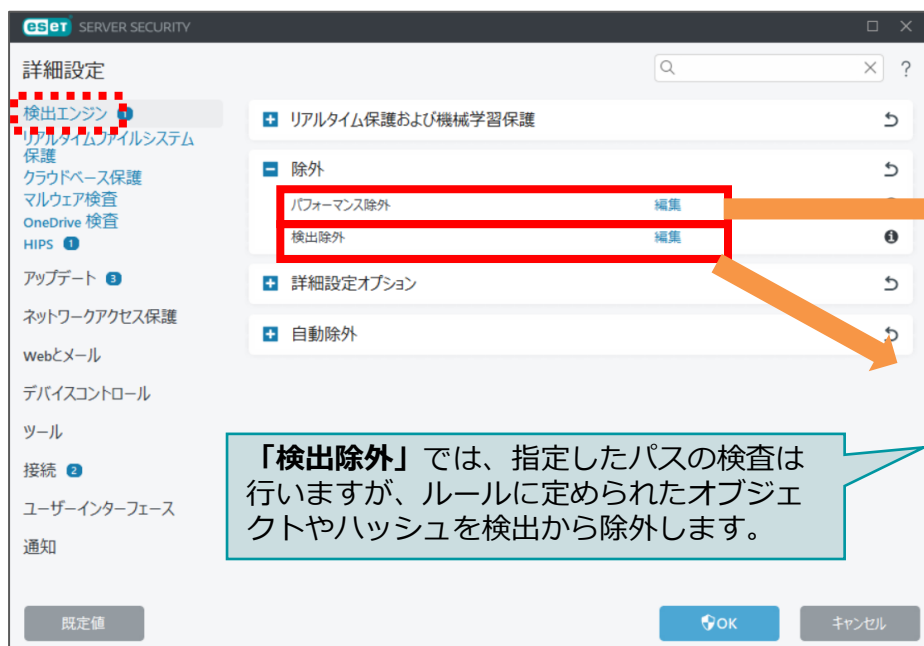 eset SERVER SECURITY
詳細設定
?
検出エンジン 1
リアルタイムファイルシステム
保護
クラウドベース保護
マルウェア検査
OneDrive 検査
HIPS 1
アップデート 3
ネットワークアクセス保護
Webとメール
デバイスコントロール
ツール
接続 2
ユーザーインターフェース
通知
リアルタイム保護および機械学習保護
除外
パフォーマンス除外 編集
検出除外 編集
詳細設定オプション
自動除外
「検出除外」では、指定したパスの検査は
行いますが、ルールに定められたオブジェ
クトやハッシュを検出から除外します。
既定値
OK
キャンセル